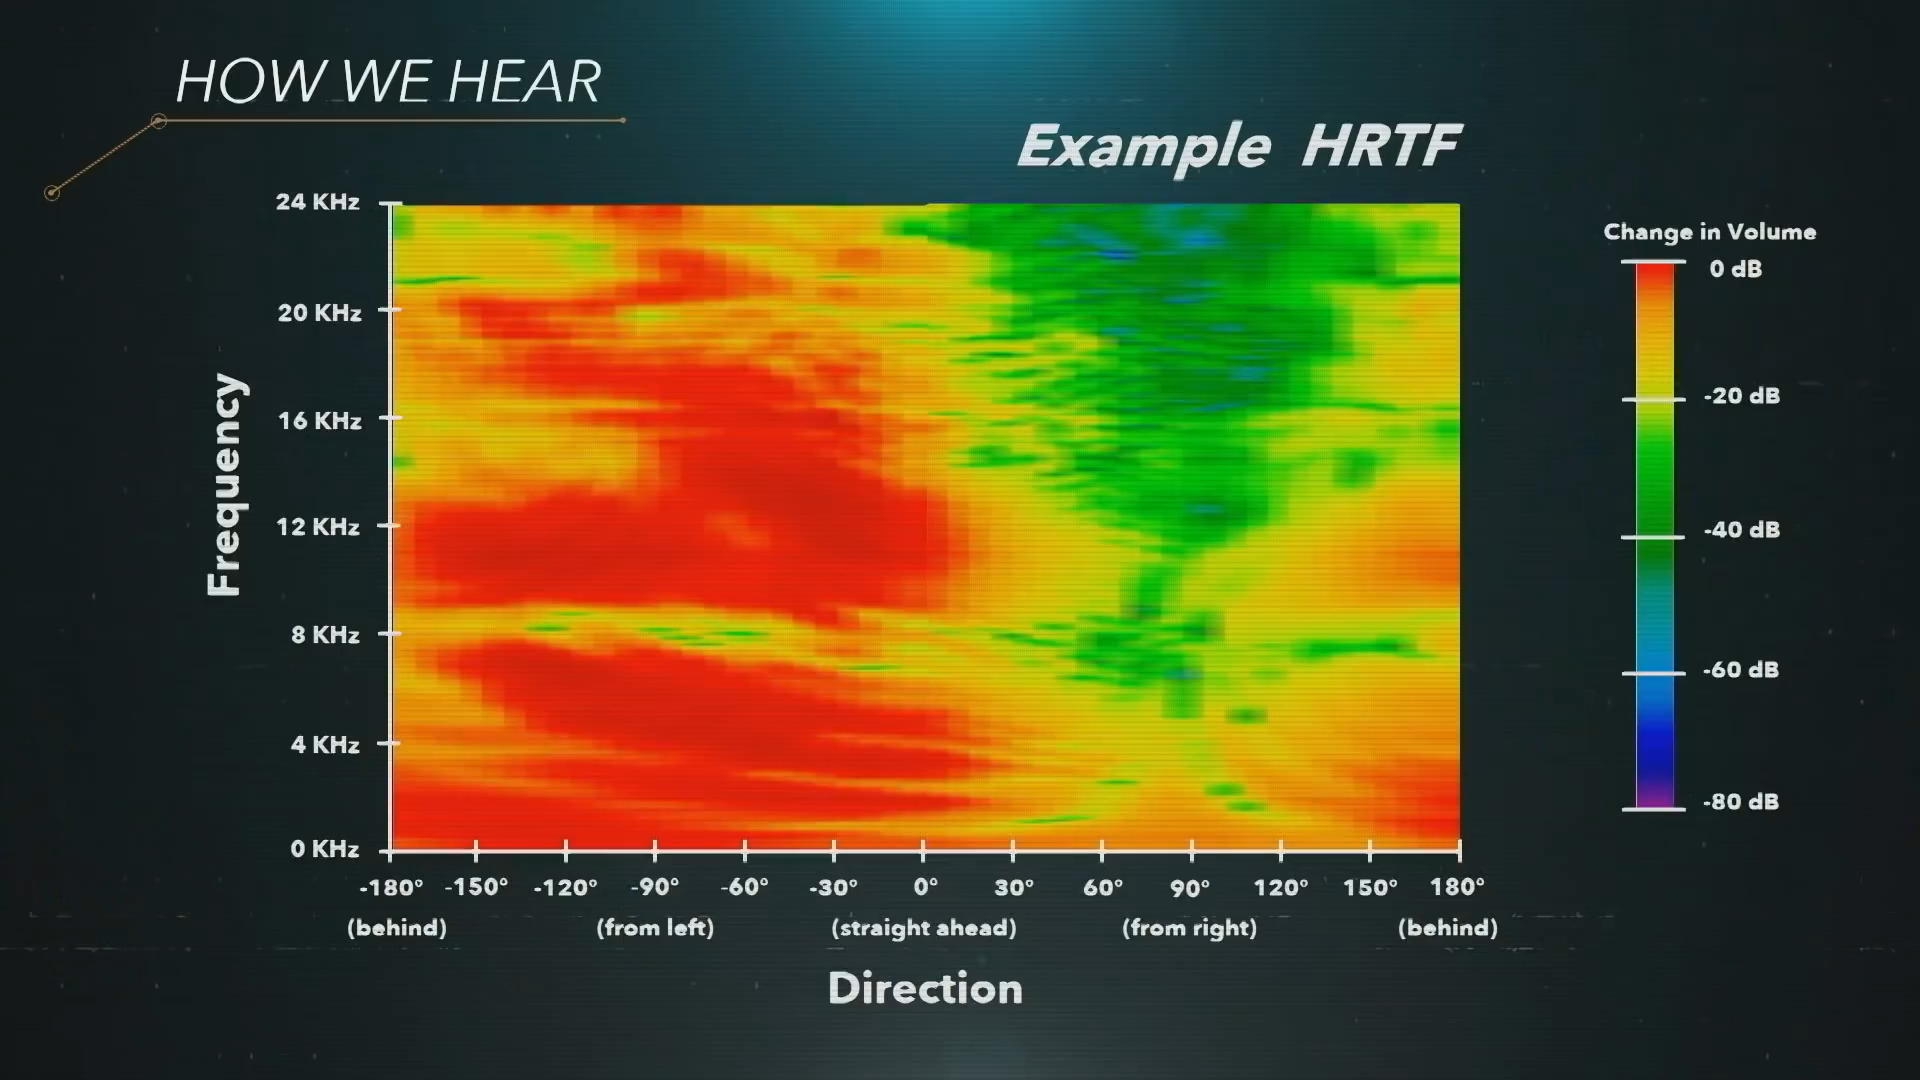 HOW WE HEAR
Example HRTF
24 KHz
20 KHz
16 KHz
12 KHz
8 KHz
4 KHz
0 KHz
Frequency
-180° -150° -120° -90° -60° -30° 0° 30° 60° 90° 120° 150° 180°
(behind) (from left) (straight ahead) (from right) (behind)
Direction
Change in Volume
0 dB
-20 dB
-40 dB
-60 dB
-80 dB